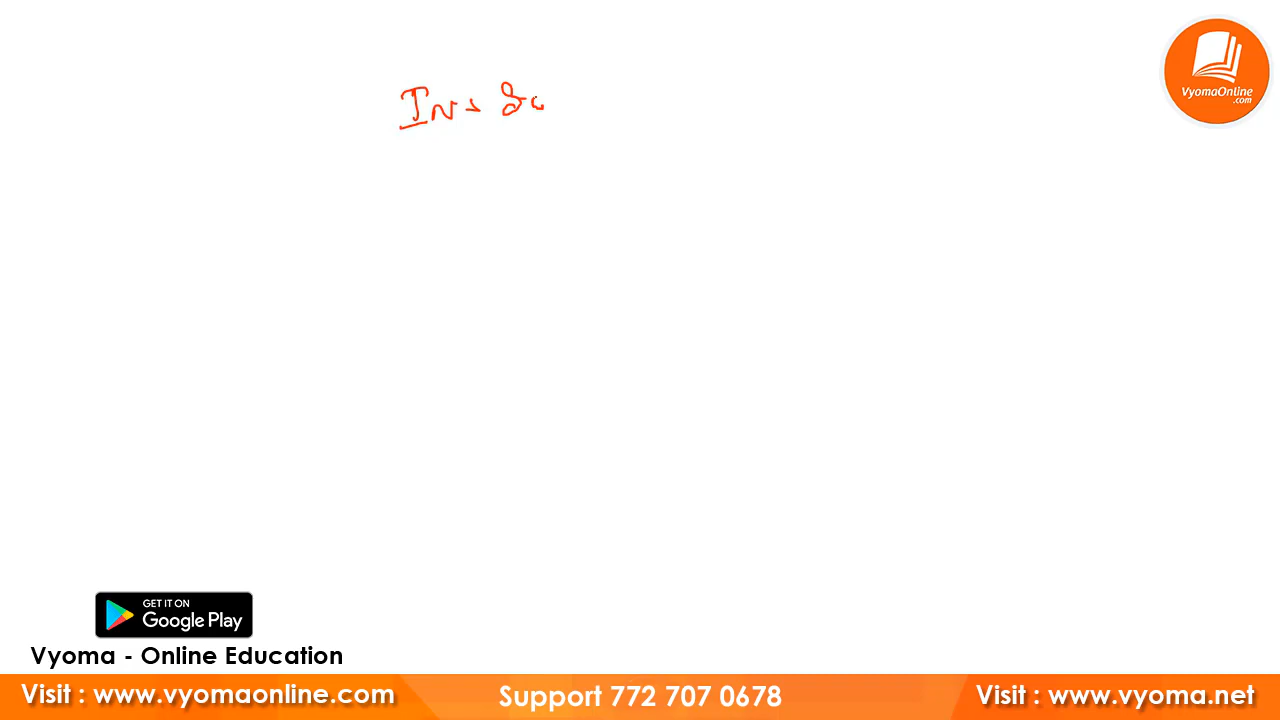 VyomaOnline
.com
GET IT ON
Google Play
Vyoma - Online Education
Visit : www.vyomaonline.com
Support 772 707 0678
Visit : www.vyoma.net